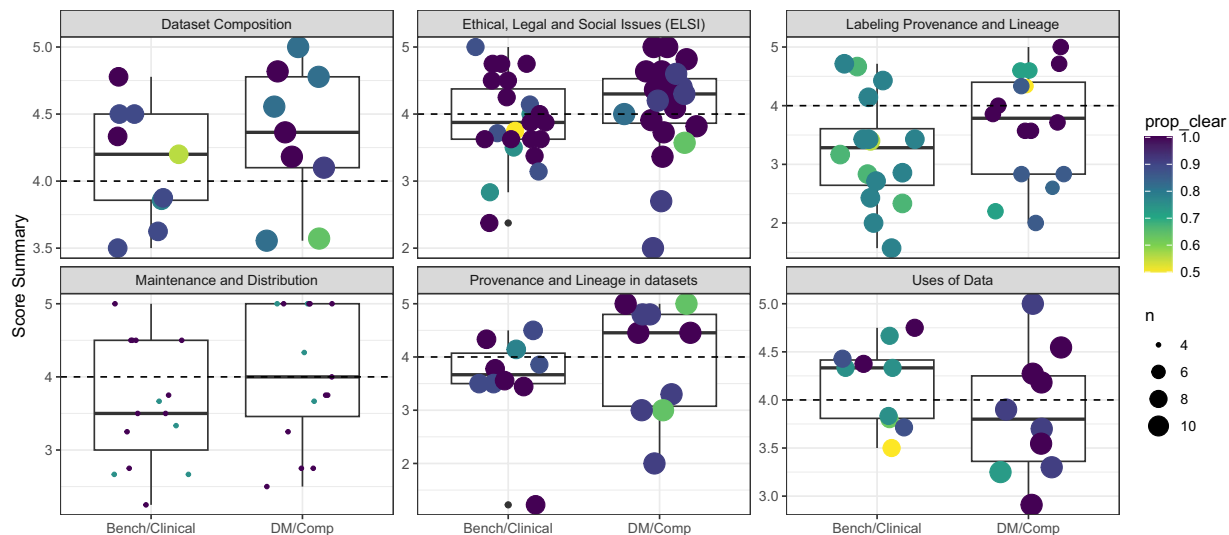 Dataset Composition
Ethical, Legal and Social Issues (ELSI)
Labeling Provenance and Lineage
5.0
4.5
4.0
3.5
5
4
3
2
5
4
3
2
Maintenance and Distribution
Provenance and Lineage in datasets
Uses of Data
5
4
3
5
4
3
2
5.0
4.5
4.0
3.5
3.0
Bench/Clinical
DM/Comp
Bench/Clinical
DM/Comp
Bench/Clinical
DM/Comp
Score Summary
prop_clear
1.0
0.9
0.8
0.7
0.6
0.5
n
4
6
8
10